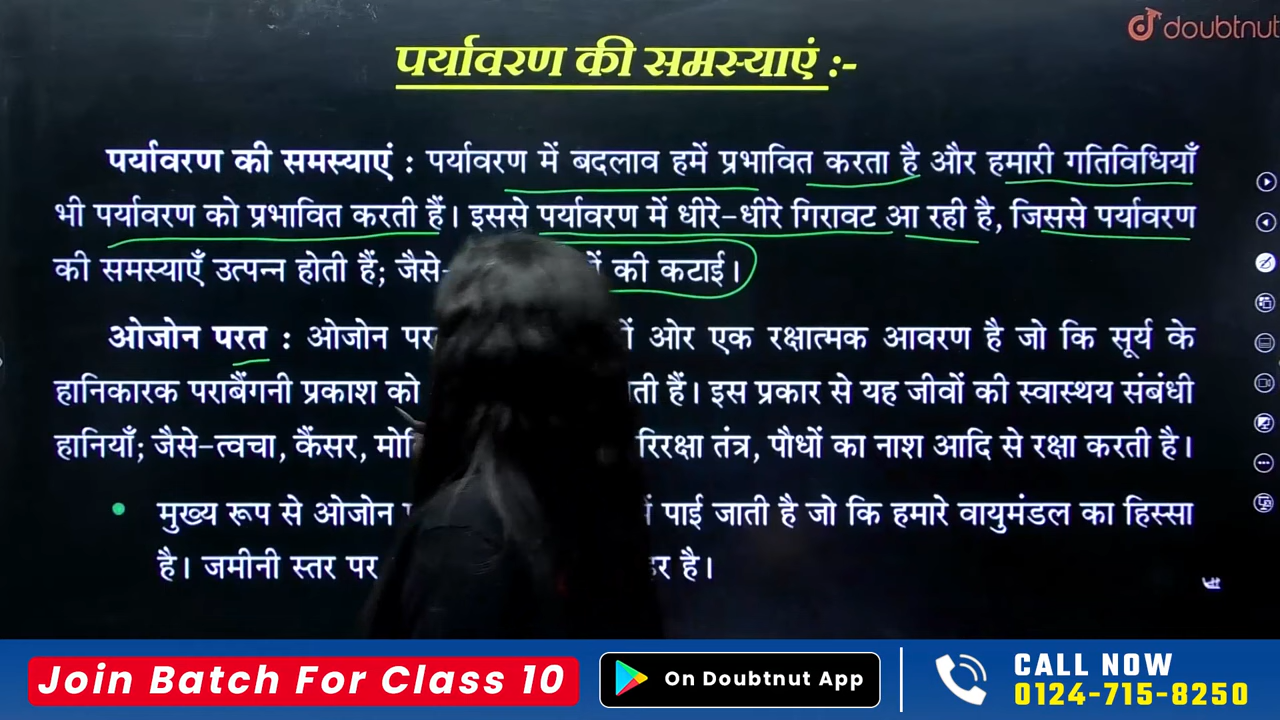 doubtnut
पर्यावरण की समस्याएं :-
पर्यावरण की समस्याएं : पर्यावरण में बदलाव हमें प्रभावित करता है और हमारी गतिविधियाँ
भी पर्यावरण को प्रभावित करती हैं। इससे पर्यावरण में धीरे-धीरे गिरावट आ रही है, जिससे पर्यावरण
की समस्याएँ उत्पन्न होती हैं; जैसे- की कटाई।
ओजोन परत : ओजोन ओर एक रक्षात्मक आवरण है जो कि सूर्य के
हानिकारक पराबैंगनी प्रकाश को हैं। इस प्रकार से यह जीवों की स्वास्थय संबंधी
हानियाँ; जैसे-त्वचा, कैंसर, तंत्र, पौधों का नाश आदि से रक्षा करती है।
मुख्य रूप से ओजोन पाई जाती है जो कि हमारे वायुमंडल का हिस्सा
है। जमीनी स्तर पर है।
Join Batch For Class 10
On Doubtnut App
CALL NOW
0124-715-8250